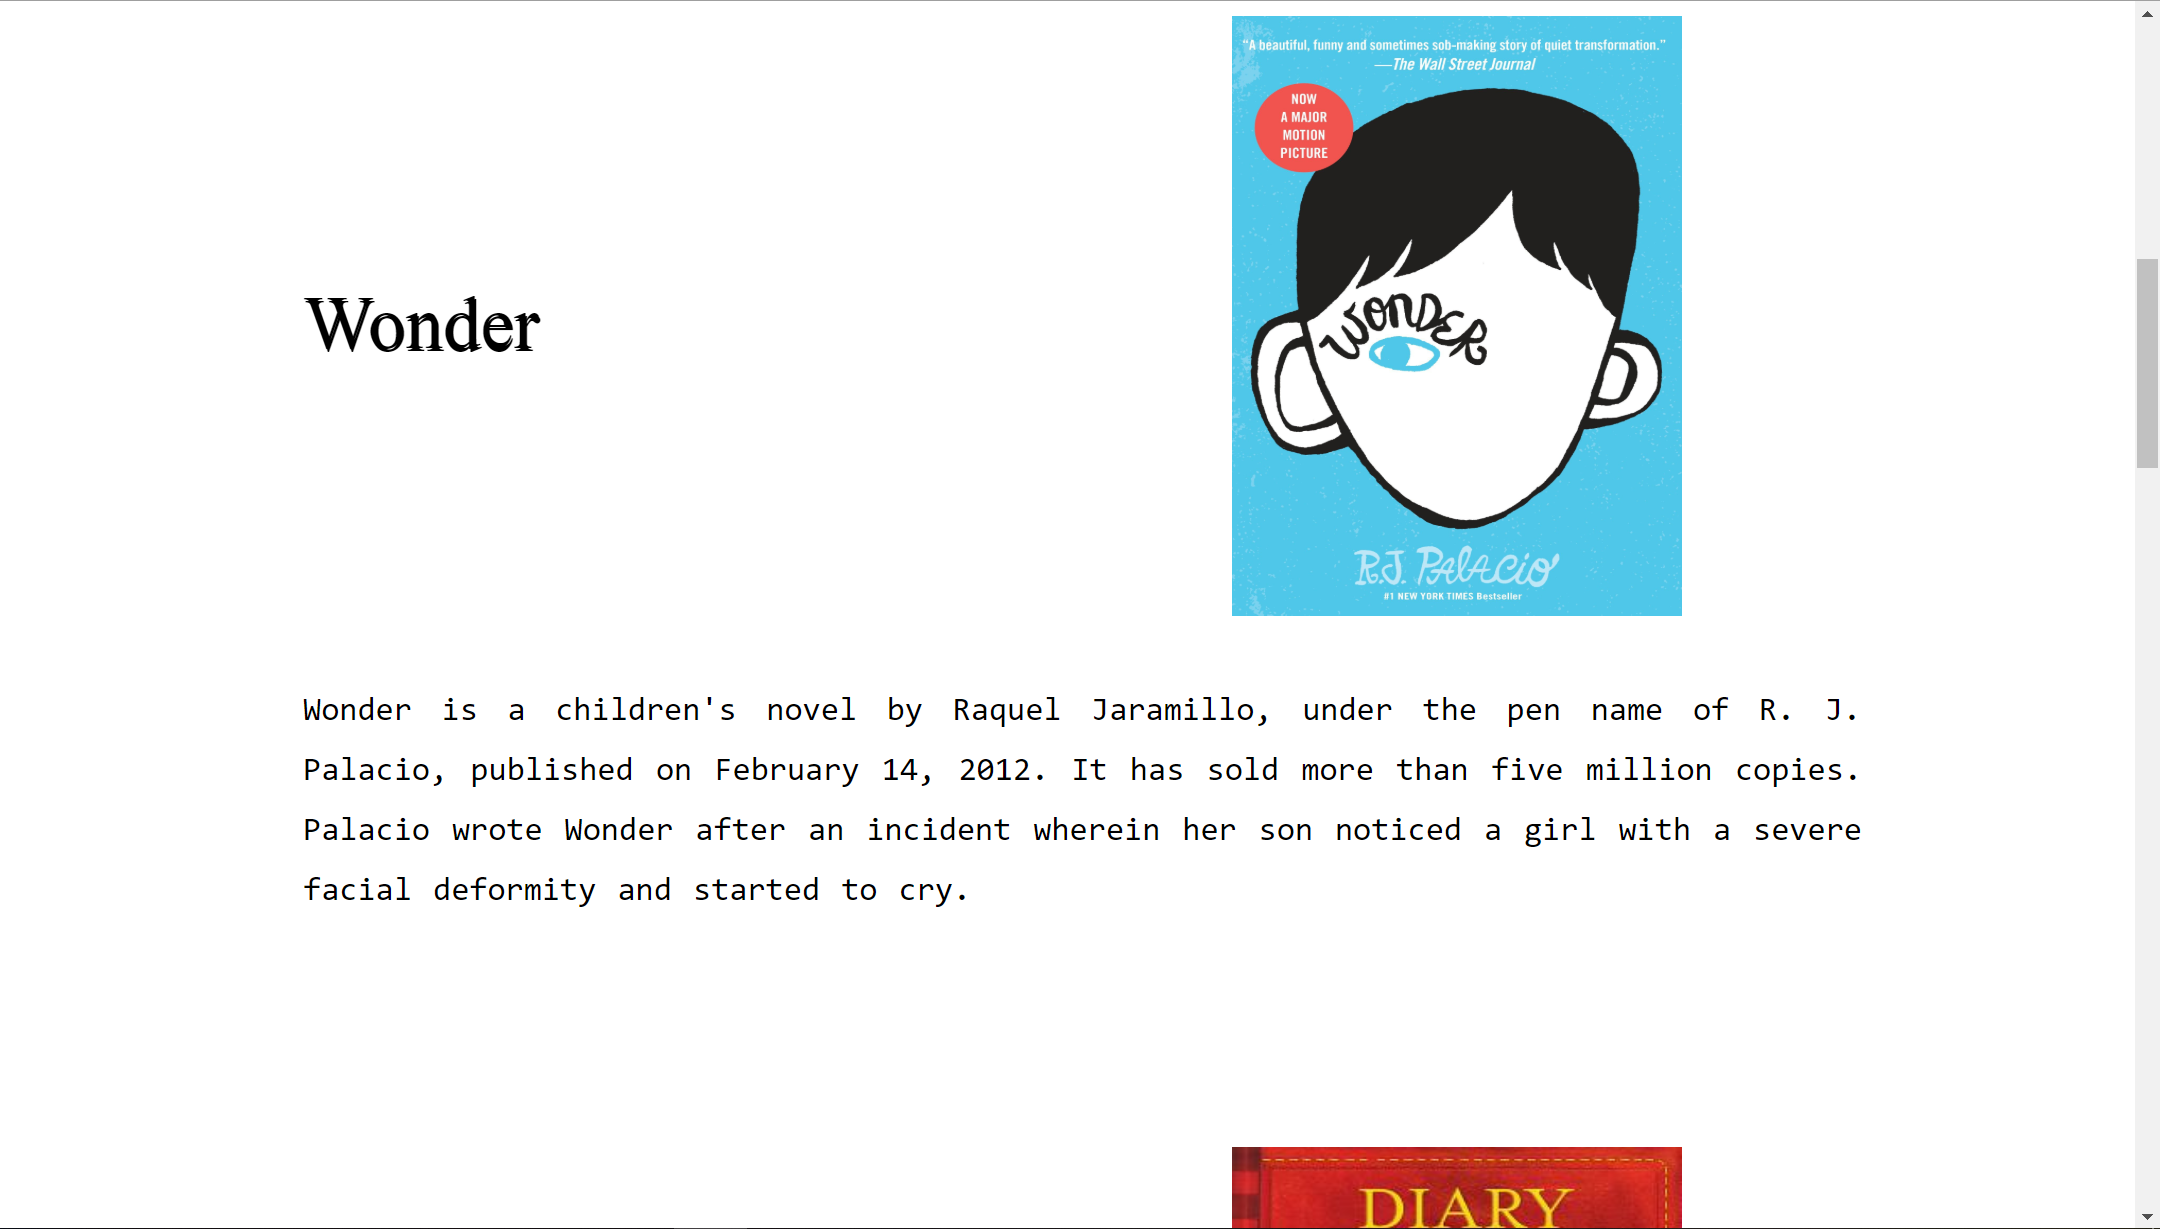 “A beautiful, funny and sometimes sob-making story of quiet transformation.”
—The Wall Street Journal
NOW
A MAJOR
MOTION
PICTURE
Wonder
WONDER
R.J. PALACIO
#1 NEW YORK TIMES Bestseller
Wonder is a children's novel by Raquel Jaramillo, under the pen name of R. J.
Palacio, published on February 14, 2012. It has sold more than five million copies.
Palacio wrote Wonder after an incident wherein her son noticed a girl with a severe
facial deformity and started to cry.
DIARY